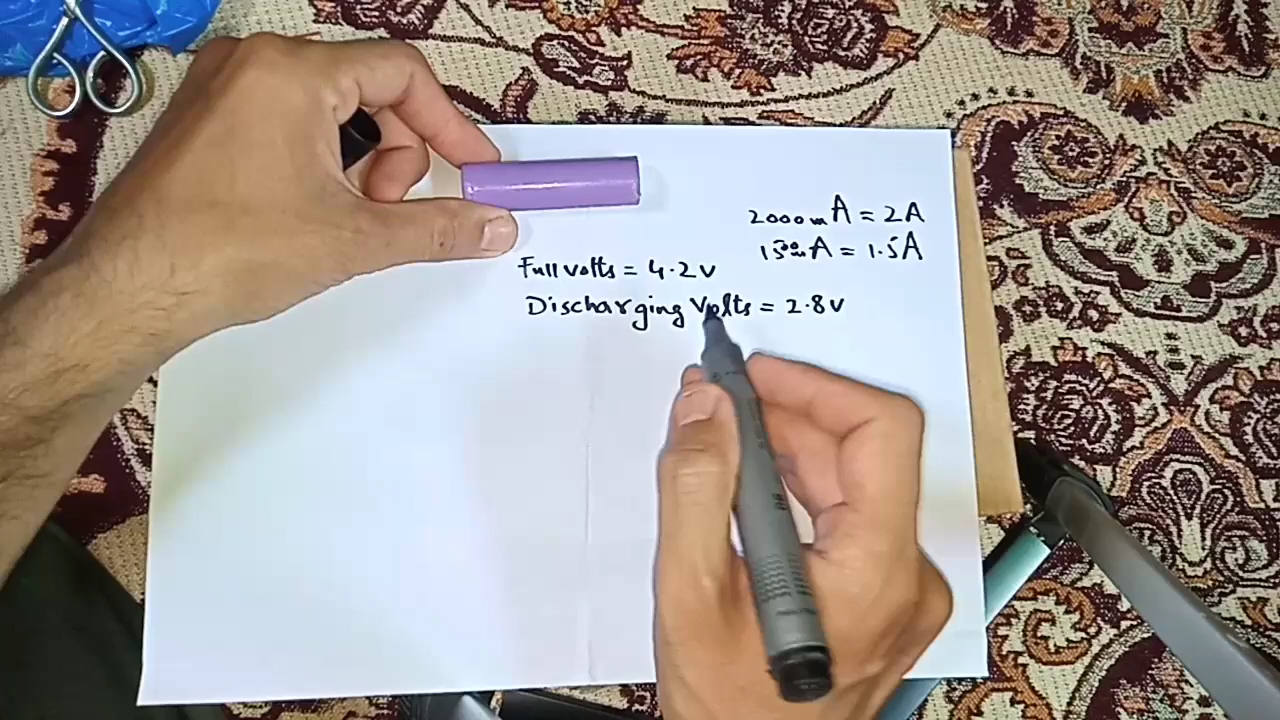 2000mA = 2A
1500mA = 1.5A
Full volts = 4.2v
Discharging Volts = 2.8v